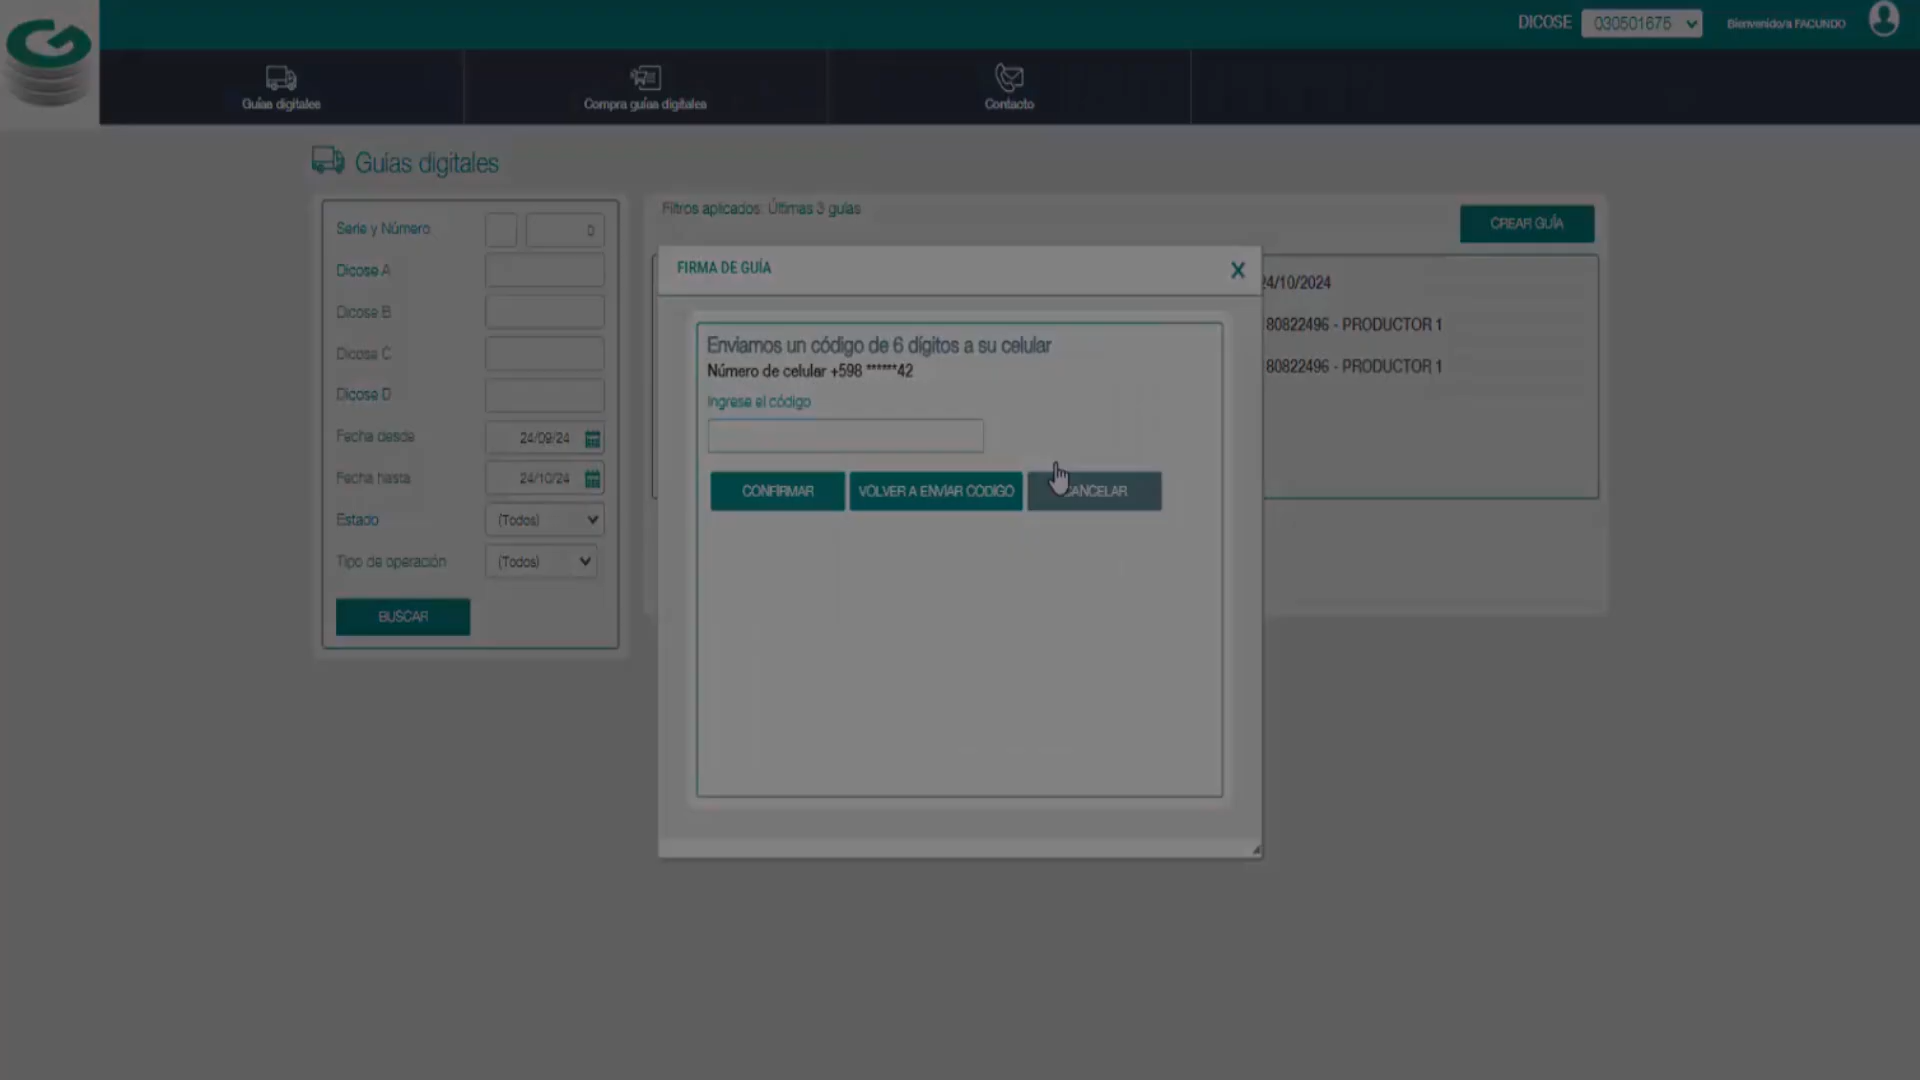 DICOSE 030501675 Bienvenido/a FACUNDO
Guías digitales
Compra guías digitales
Contacto
Guías digitales
Serie y Número 0
Dicose A
Dicose B
Dicose C
Dicose D
Fecha desde 24/09/24
Fecha hasta 24/10/24
Estado (Todos)
Tipo de operación (Todos)
BUSCAR
Filtros aplicados: Últimas 3 guías
CREAR GUÍA
24/10/2024
80822496 - PRODUCTOR 1
80822496 - PRODUCTOR 1
FIRMA DE GUÍA X
Enviamos un código de 6 dígitos a su celular
Número de celular +598 ******42
Ingrese el código
CONFIRMAR VOLVER A ENVIAR CÓDIGO CANCELAR